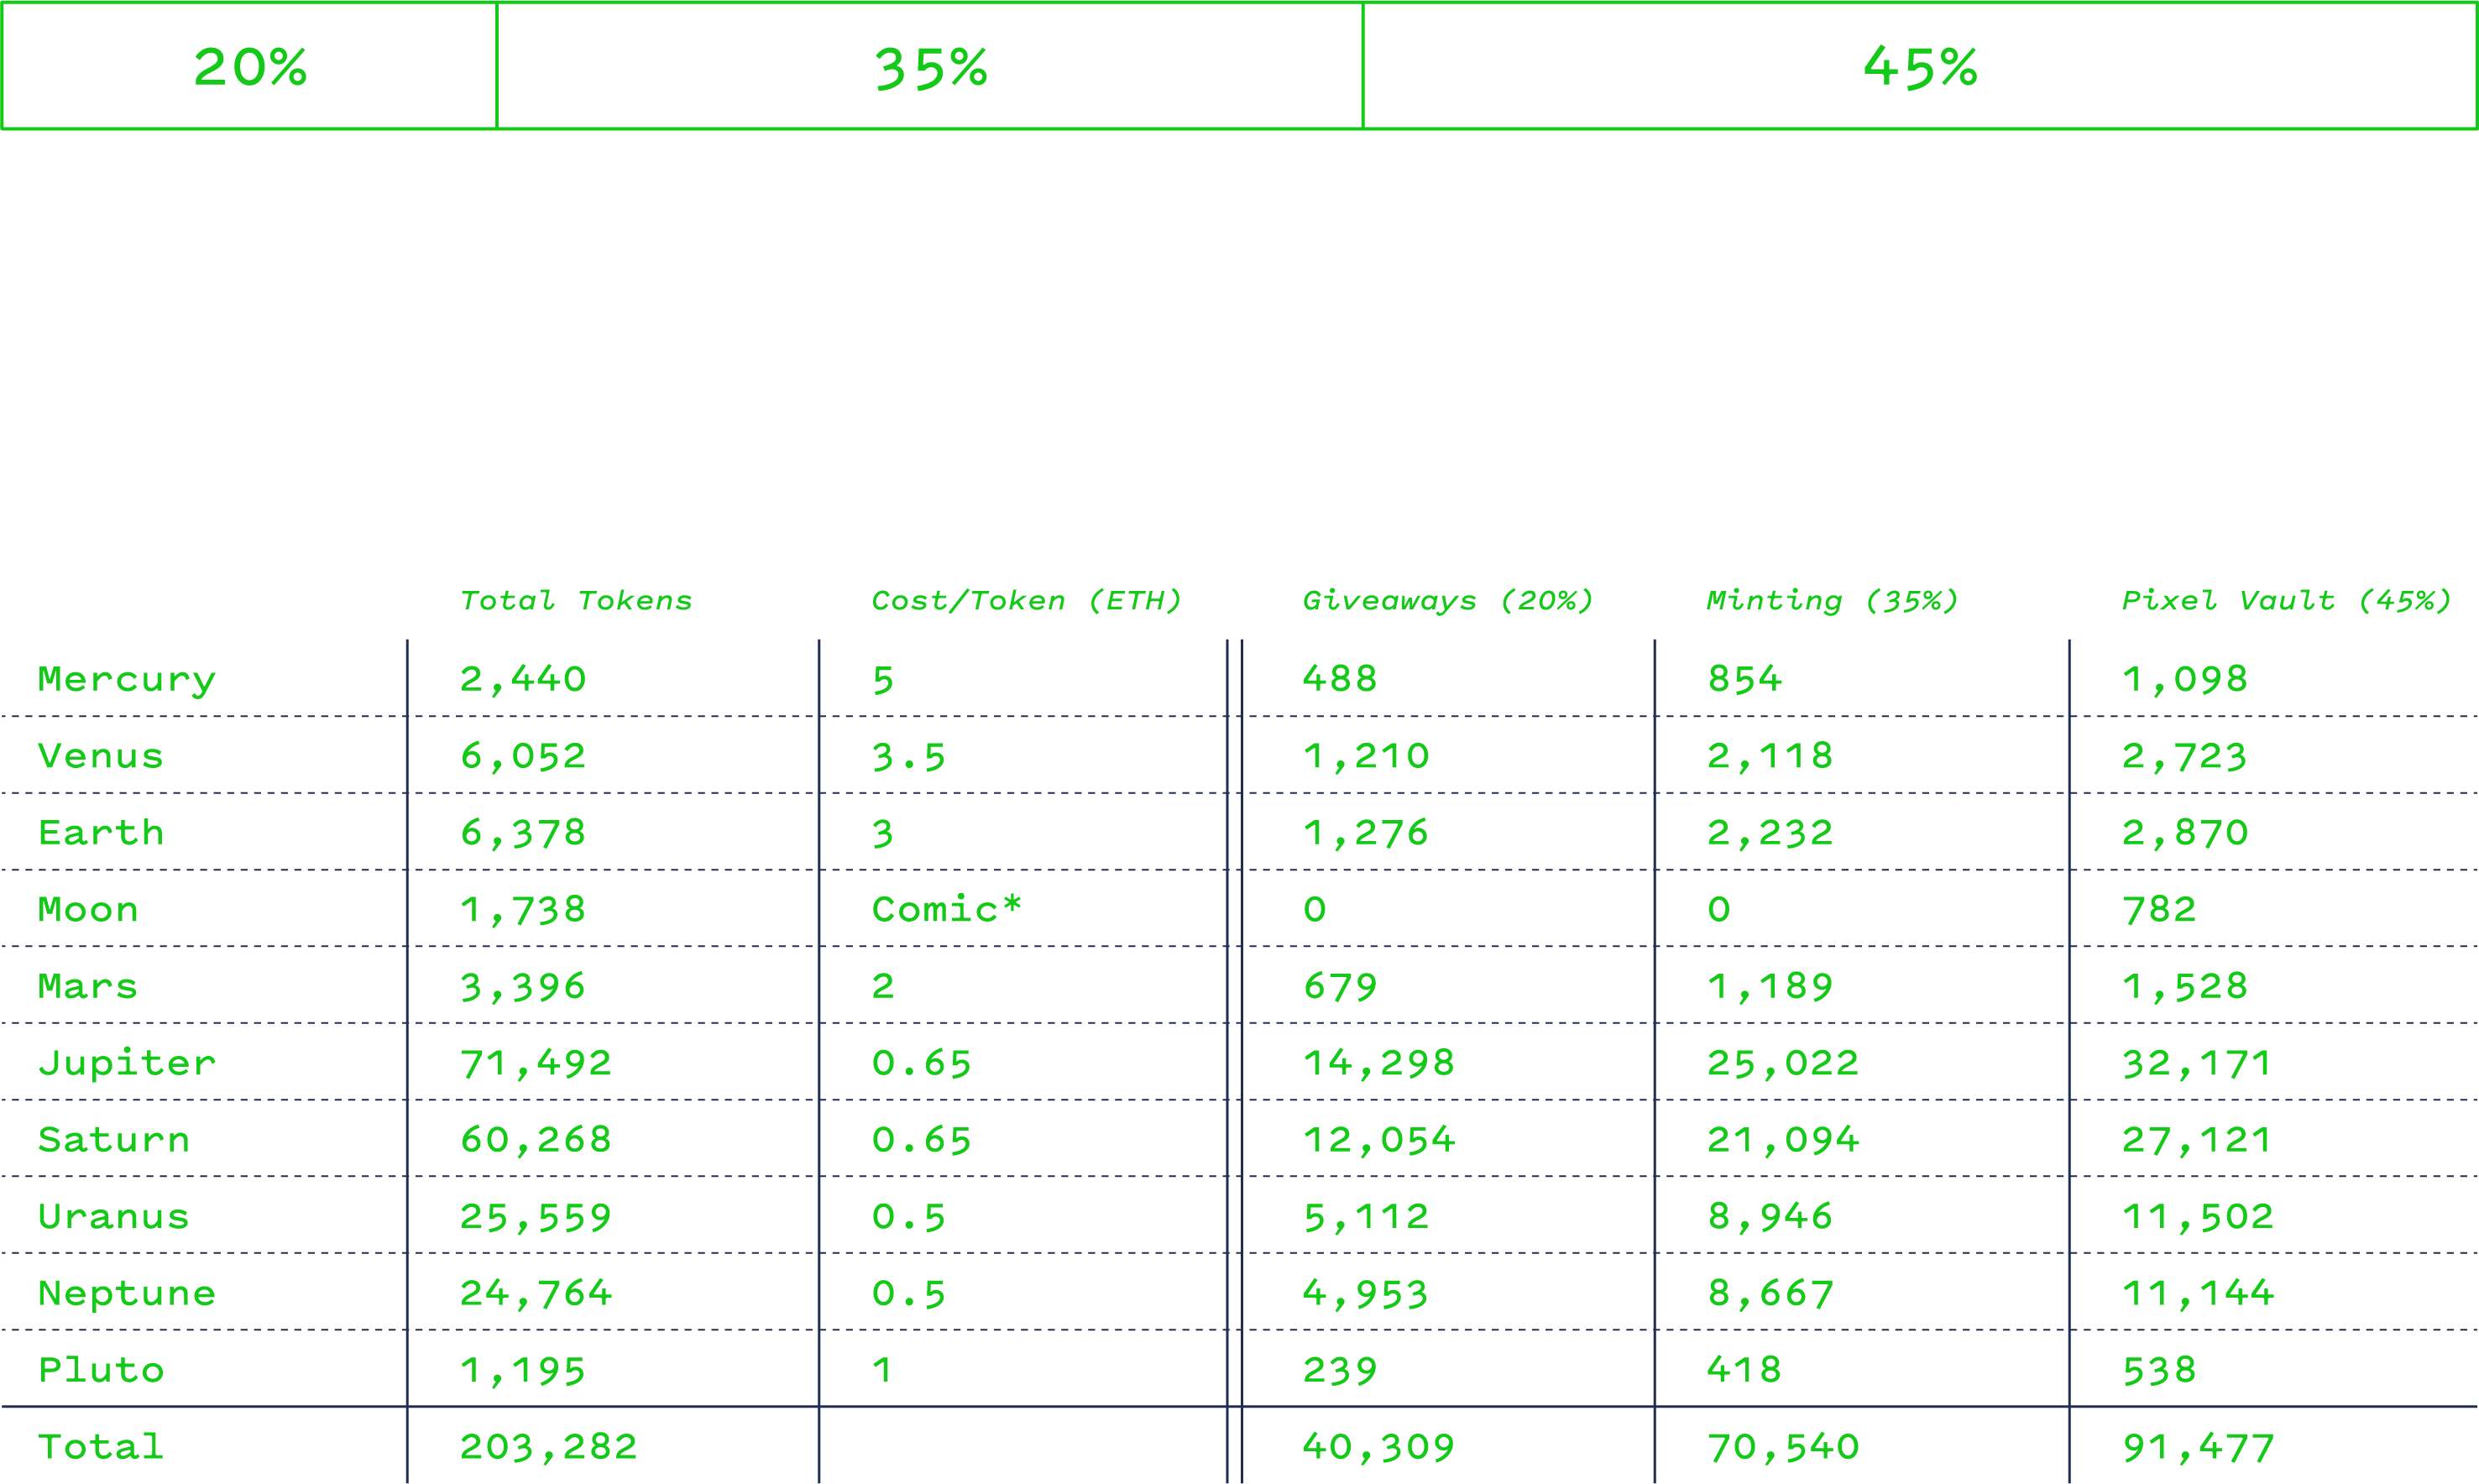 20% 35% 45%
Total Tokens Cost/Token (ETH) Giveaways (20%) Minting (35%) Pixel Vault (45%)
Mercury 2,440 5 488 854 1,098
Venus 6,052 3.5 1,210 2,118 2,723
Earth 6,378 3 1,276 2,232 2,870
Moon 1,738 Comic* 0 0 782
Mars 3,396 2 679 1,189 1,528
Jupiter 71,492 0.65 14,298 25,022 32,171
Saturn 60,268 0.65 12,054 21,094 27,121
Uranus 25,559 0.5 5,112 8,946 11,502
Neptune 24,764 0.5 4,953 8,667 11,144
Pluto 1,195 1 239 418 538
Total 203,282 40,309 70,540 91,477